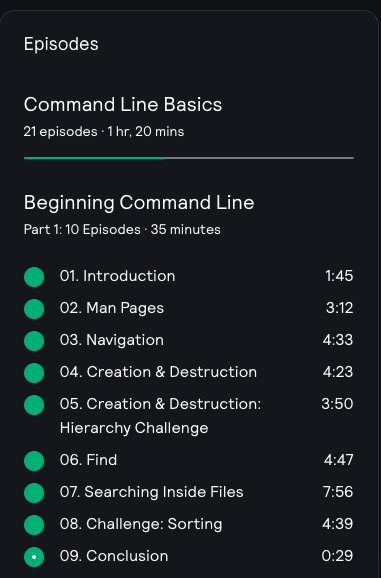 Episodes
Command Line Basics
21 episodes · 1 hr, 20 mins
Beginning Command Line
Part 1: 10 Episodes · 35 minutes
01. Introduction 1:45
02. Man Pages 3:12
03. Navigation 4:33
04. Creation & Destruction 4:23
05. Creation & Destruction: 3:50
Hierarchy Challenge
06. Find 4:47
07. Searching Inside Files 7:56
08. Challenge: Sorting 4:39
09. Conclusion 0:29